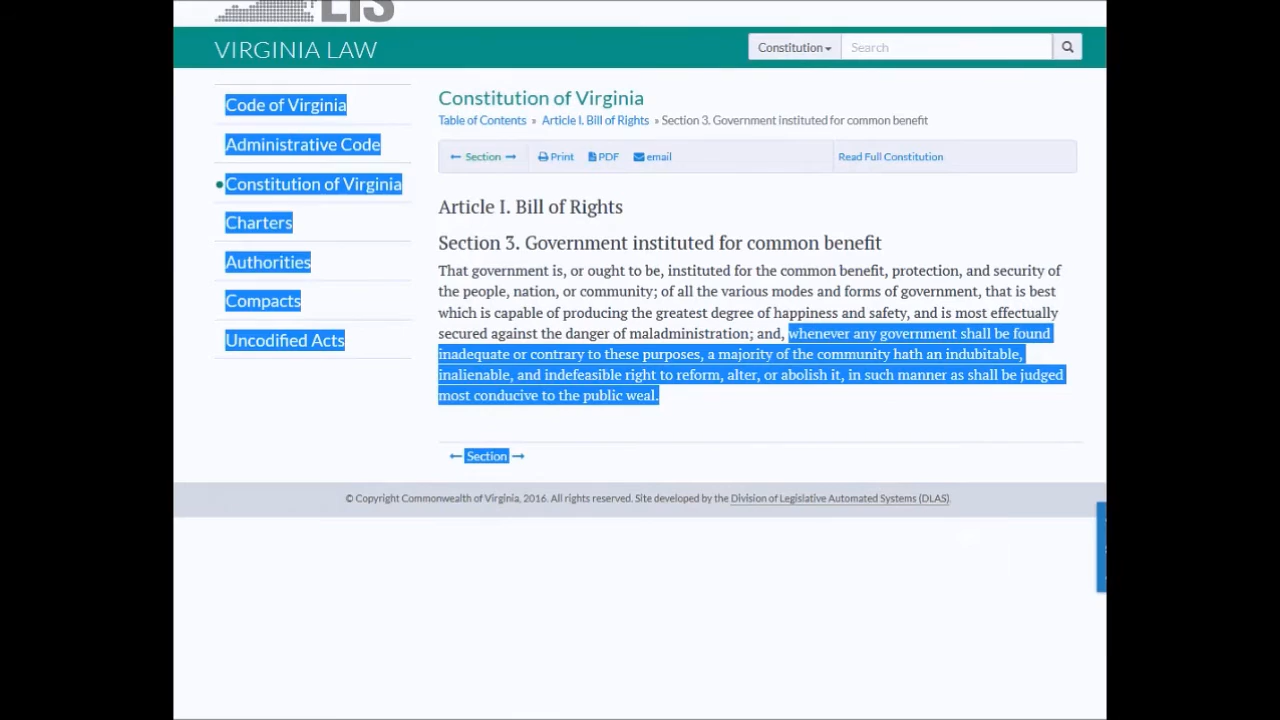 LIS
VIRGINIA LAW
Constitution
Search
Code of Virginia
Administrative Code
Constitution of Virginia
Charters
Authorities
Compacts
Uncodified Acts
Constitution of Virginia
Table of Contents » Article I. Bill of Rights » Section 3. Government instituted for common benefit
← Section → Print PDF email Read Full Constitution
Article I. Bill of Rights
Section 3. Government instituted for common benefit
That government is, or ought to be, instituted for the common benefit, protection, and security of
the people, nation, or community; of all the various modes and forms of government, that is best
which is capable of producing the greatest degree of happiness and safety, and is most effectually
secured against the danger of maladministration; and, whenever any government shall be found
inadequate or contrary to these purposes, a majority of the community hath an indubitable,
inalienable, and indefeasible right to reform, alter, or abolish it, in such manner as shall be judged
most conducive to the public weal.
← Section →
© Copyright Commonwealth of Virginia, 2016. All rights reserved. Site developed by the Division of Legislative Automated Systems (DLAS).